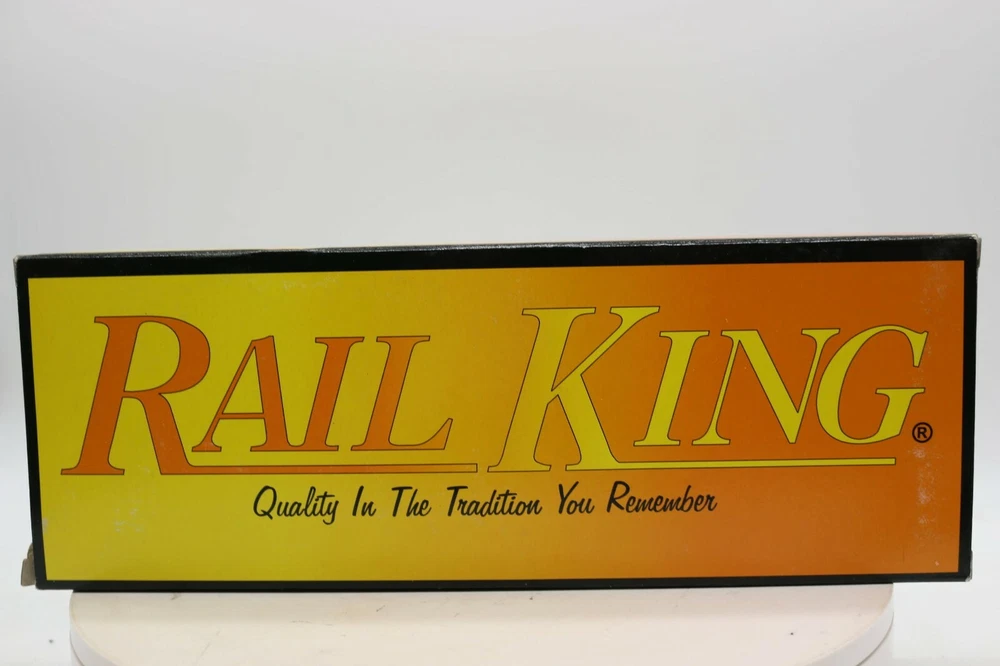 RAIL KING®
Quality In The Tradition You Remember